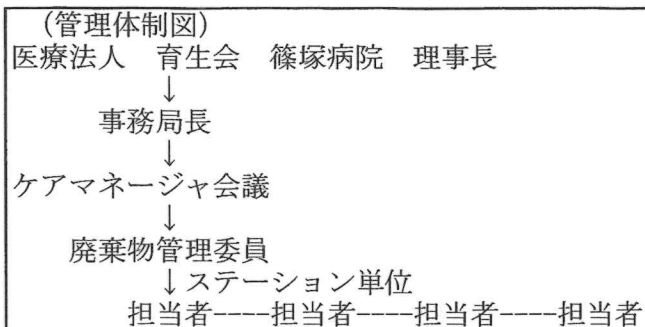 （管理体制図）
医療法人　育生会　篠塚病院　理事長
↓
事務局長
↓
ケアマネージャ会議
↓
廃棄物管理委員
↓ステーション単位
担当者----担当者----担当者----担当者